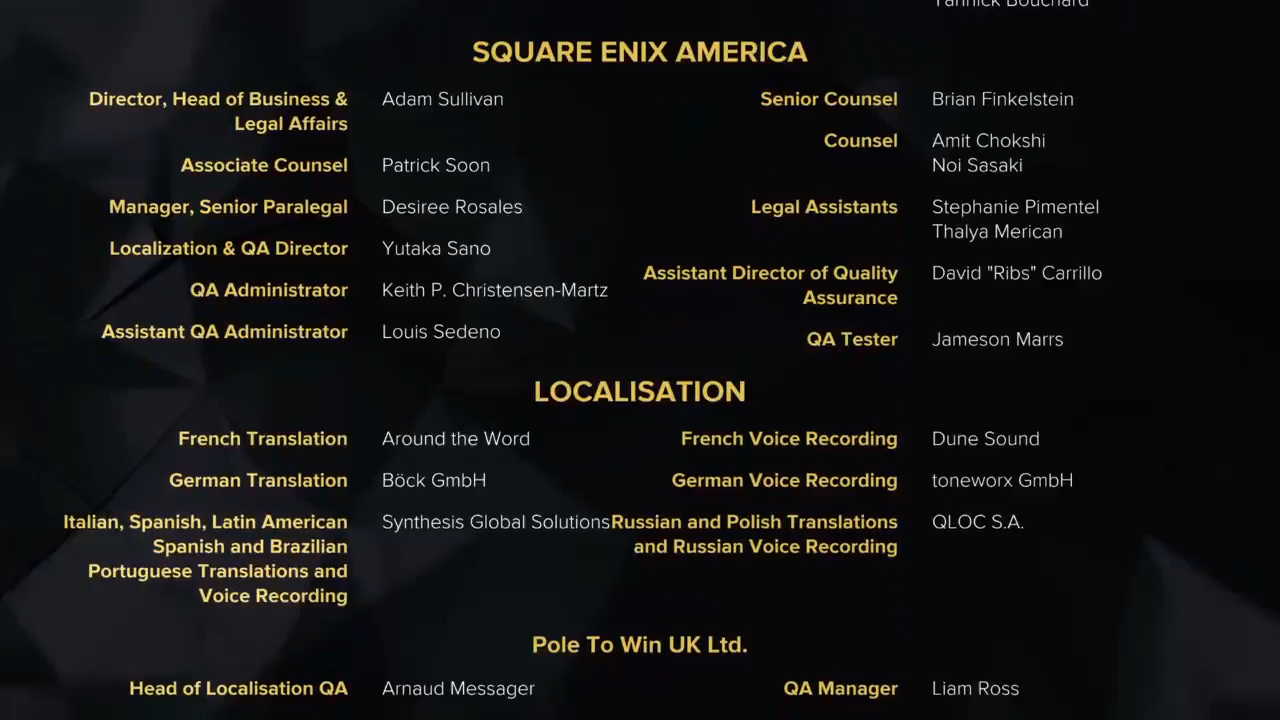 Yannick Bouchard
SQUARE ENIX AMERICA
Director, Head of Business &
Legal Affairs
Adam Sullivan
Associate Counsel
Patrick Soon
Manager, Senior Paralegal
Desiree Rosales
Localization & QA Director
Yutaka Sano
QA Administrator
Keith P. Christensen-Martz
Assistant QA Administrator
Louis Sedeno
Senior Counsel
Brian Finkelstein
Counsel
Amit Chokshi
Noi Sasaki
Legal Assistants
Stephanie Pimentel
Thalya Merican
Assistant Director of Quality
Assurance
David "Ribs" Carrillo
QA Tester
Jameson Marrs
LOCALISATION
French Translation
Around the Word
German Translation
Böck GmbH
Italian, Spanish, Latin American
Spanish and Brazilian
Portuguese Translations and
Voice Recording
Synthesis Global Solutions
French Voice Recording
Dune Sound
German Voice Recording
toneworx GmbH
Russian and Polish Translations
and Russian Voice Recording
QLOC S.A.
Pole To Win UK Ltd.
Head of Localisation QA
Arnaud Messager
QA Manager
Liam Ross